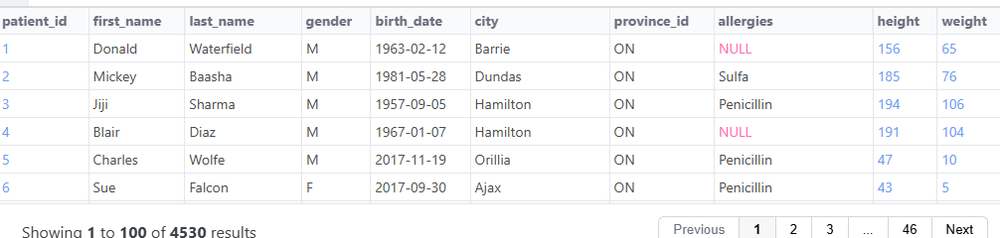 patient_id first_name last_name gender birth_date city province_id allergies height weight
1 Donald Waterfield M 1963-02-12 Barrie ON NULL 156 65
2 Mickey Baasha M 1981-05-28 Dundas ON Sulfa 185 76
3 Jiji Sharma M 1957-09-05 Hamilton ON Penicillin 194 106
4 Blair Diaz M 1967-01-07 Hamilton ON NULL 191 104
5 Charles Wolfe M 2017-11-19 Orillia ON Penicillin 47 10
6 Sue Falcon F 2017-09-30 Ajax ON Penicillin 43 5
Showing 1 to 100 of 4530 results Previous 1 2 3 ... 46 Next